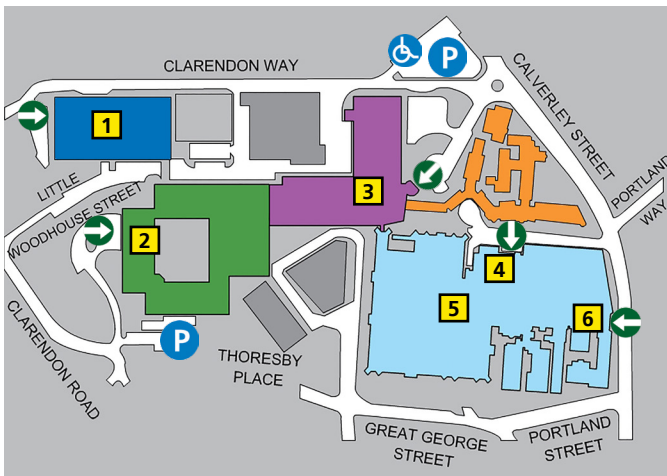 P
CLARENDON WAY
CALVERLEY STREET
1
LITTLE
WOODHOUSE STREET
3
PORTLAND
WAY
2
4
5
6
CLARENDON ROAD
P
THORESBY
PLACE
GREAT GEORGE
STREET
PORTLAND
STREET